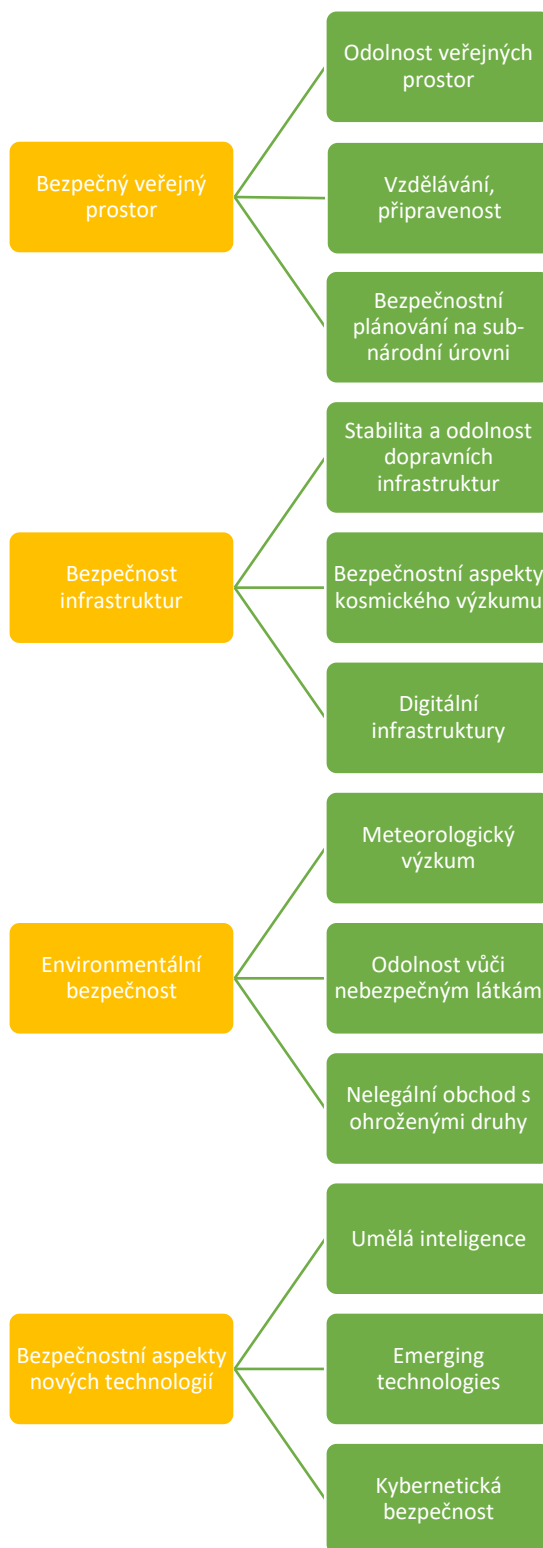 Bezpečný veřejný
prostor
Odolnost veřejných
prostor
Vzdělávání,
připravenost
Bezpečnostní
plánování na sub-
národní úrovni
Bezpečnost
infrastruktur
Stabilita a odolnost
dopravních
infrastruktur
Bezpečnostní aspekty
kosmického výzkumu
Digitální
infrastruktury
Environmentální
bezpečnost
Meteorologický
výzkum
Odolnost vůči
nebezpečným látkám
Nelegální obchod s
ohroženými druhy
Bezpečnostní aspekty
nových technologií
Umělá inteligence
Emerging
technologies
Kybernetická
bezpečnost